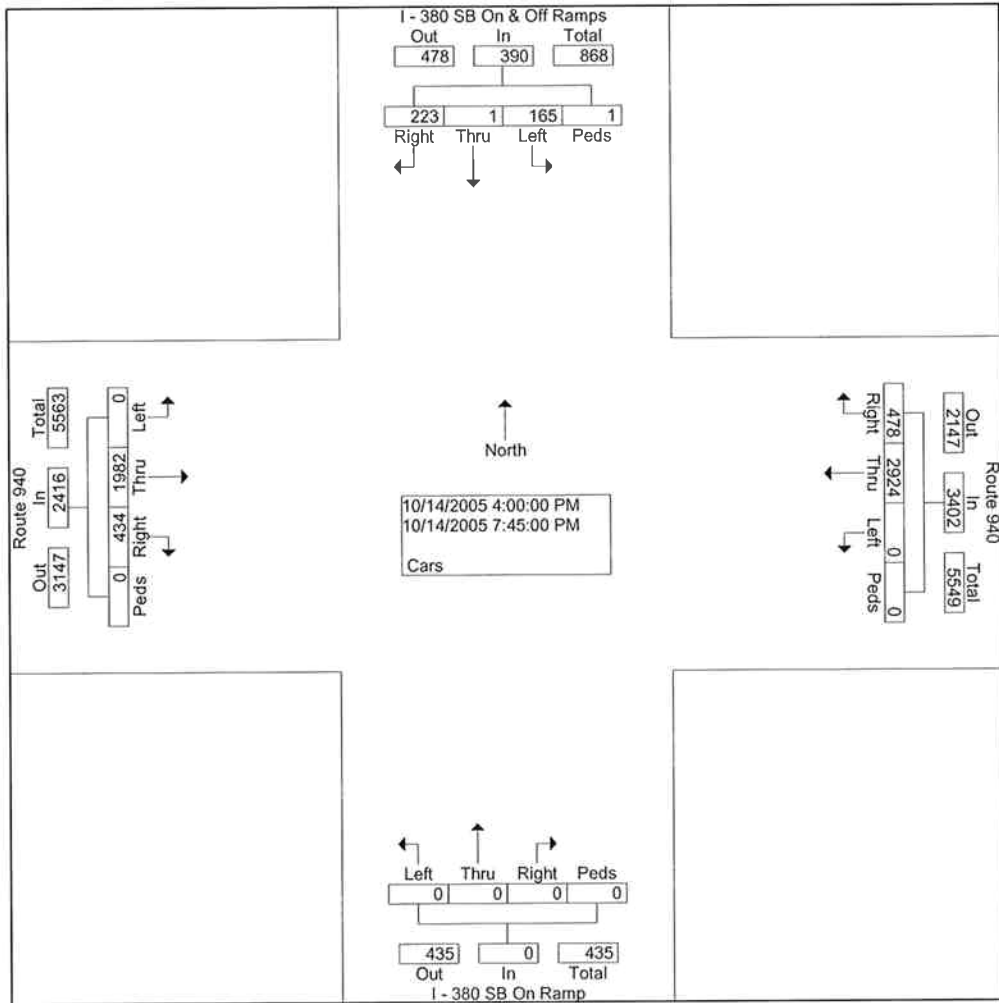 I - 380 SB On & Off Ramps
Out In Total
478 390 868
223 1 165 1
Right Thru Left Peds
Route 940
Total In Out
5563 2416 3147
0 1982 434 0
Left Thru Right Peds
North
10/14/2005 4:00:00 PM
10/14/2005 7:45:00 PM
Cars
Route 940
Out In Total
2147 3402 5549
478 2924 0 0
Right Thru Left Peds
Left Thru Right Peds
0 0 0 0
435 0 435
Out In Total
I - 380 SB On Ramp